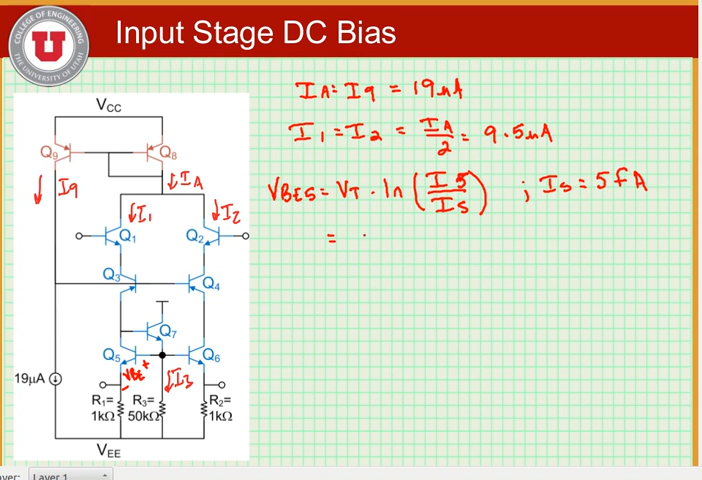 COLLEGE OF ENGINEERING
THE UNIVERSITY OF UTAH
Input Stage DC Bias
IA = I9 = 19μA
I1 = I2 = IA/2 = 9.5μA
VBE5 = VT · ln (I5/IS) ; IS = 5fA
=
VCC
Q9 Q8
I9 IA
I1 I2
Q1 Q2
Q3 Q4
Q7
Q5 Q6
VBE + -
I3
19μA
R1= R3= R2=
1kΩ 50kΩ 1kΩ
VEE
ayer: Layer 1